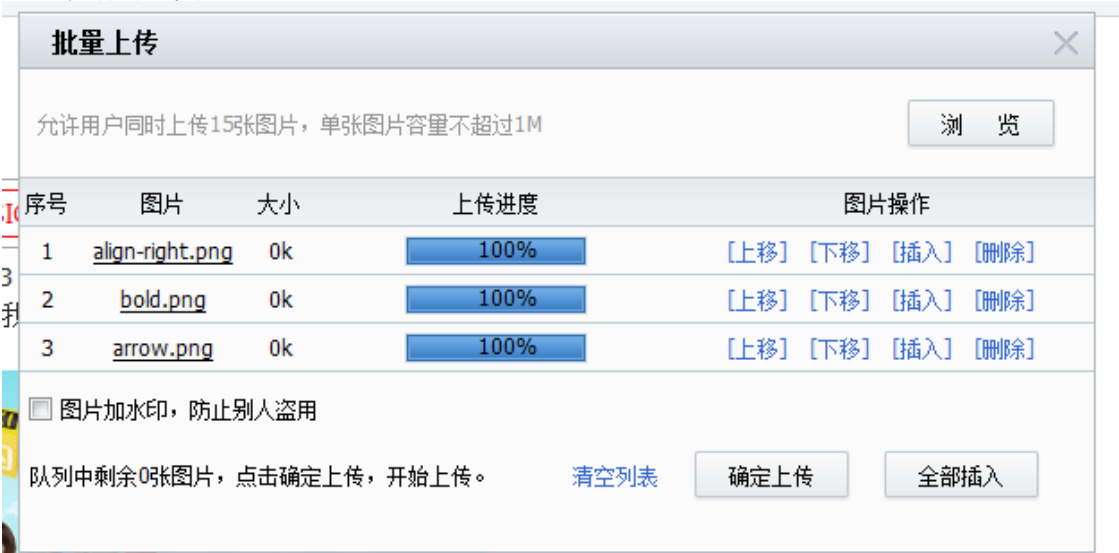 批量上传
允许用户同时上传15张图片，单张图片容量不超过1M
浏 览
序号 图片 大小 上传进度 图片操作
1 align-right.png 0k 100% [上移] [下移] [插入] [删除]
2 bold.png 0k 100% [上移] [下移] [插入] [删除]
3 arrow.png 0k 100% [上移] [下移] [插入] [删除]
图片加水印，防止别人盗用
队列中剩余0张图片，点击确定上传，开始上传。 清空列表 确定上传 全部插入